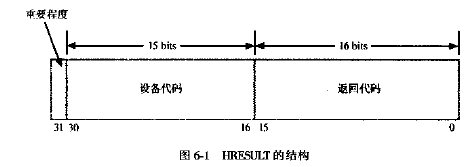 重要程度
15 bits 16 bits
设备代码 返回代码
31 30 16 15 0
图 6-1 HRESULT 的结构